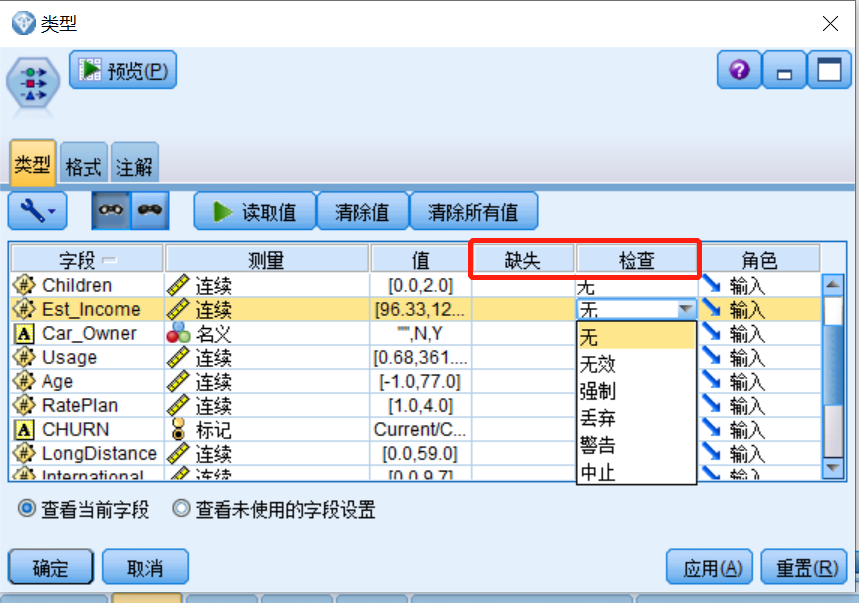 类型
预览(P)
类型 格式 注解
读取值 清除值 清除所有值
字段 测量 值 缺失 检查 角色
Children 连续 [0.0,2.0] 无 输入
Est_Income 连续 [96.33,12... 无 输入
Car_Owner 名义 "",N,Y 输入
Usage 连续 [0.68,361.... 输入
Age 连续 [-1.0,77.0] 输入
RatePlan 连续 [1.0,4.0] 输入
CHURN 标记 Current/C... 输入
LongDistance 连续 [0.0,59.0] 输入
International 连续 [0.0,9.7] 输入
无
无效
强制
丢弃
警告
中止
查看当前字段 查看未使用的字段设置
确定 取消 应用(A) 重置(R)